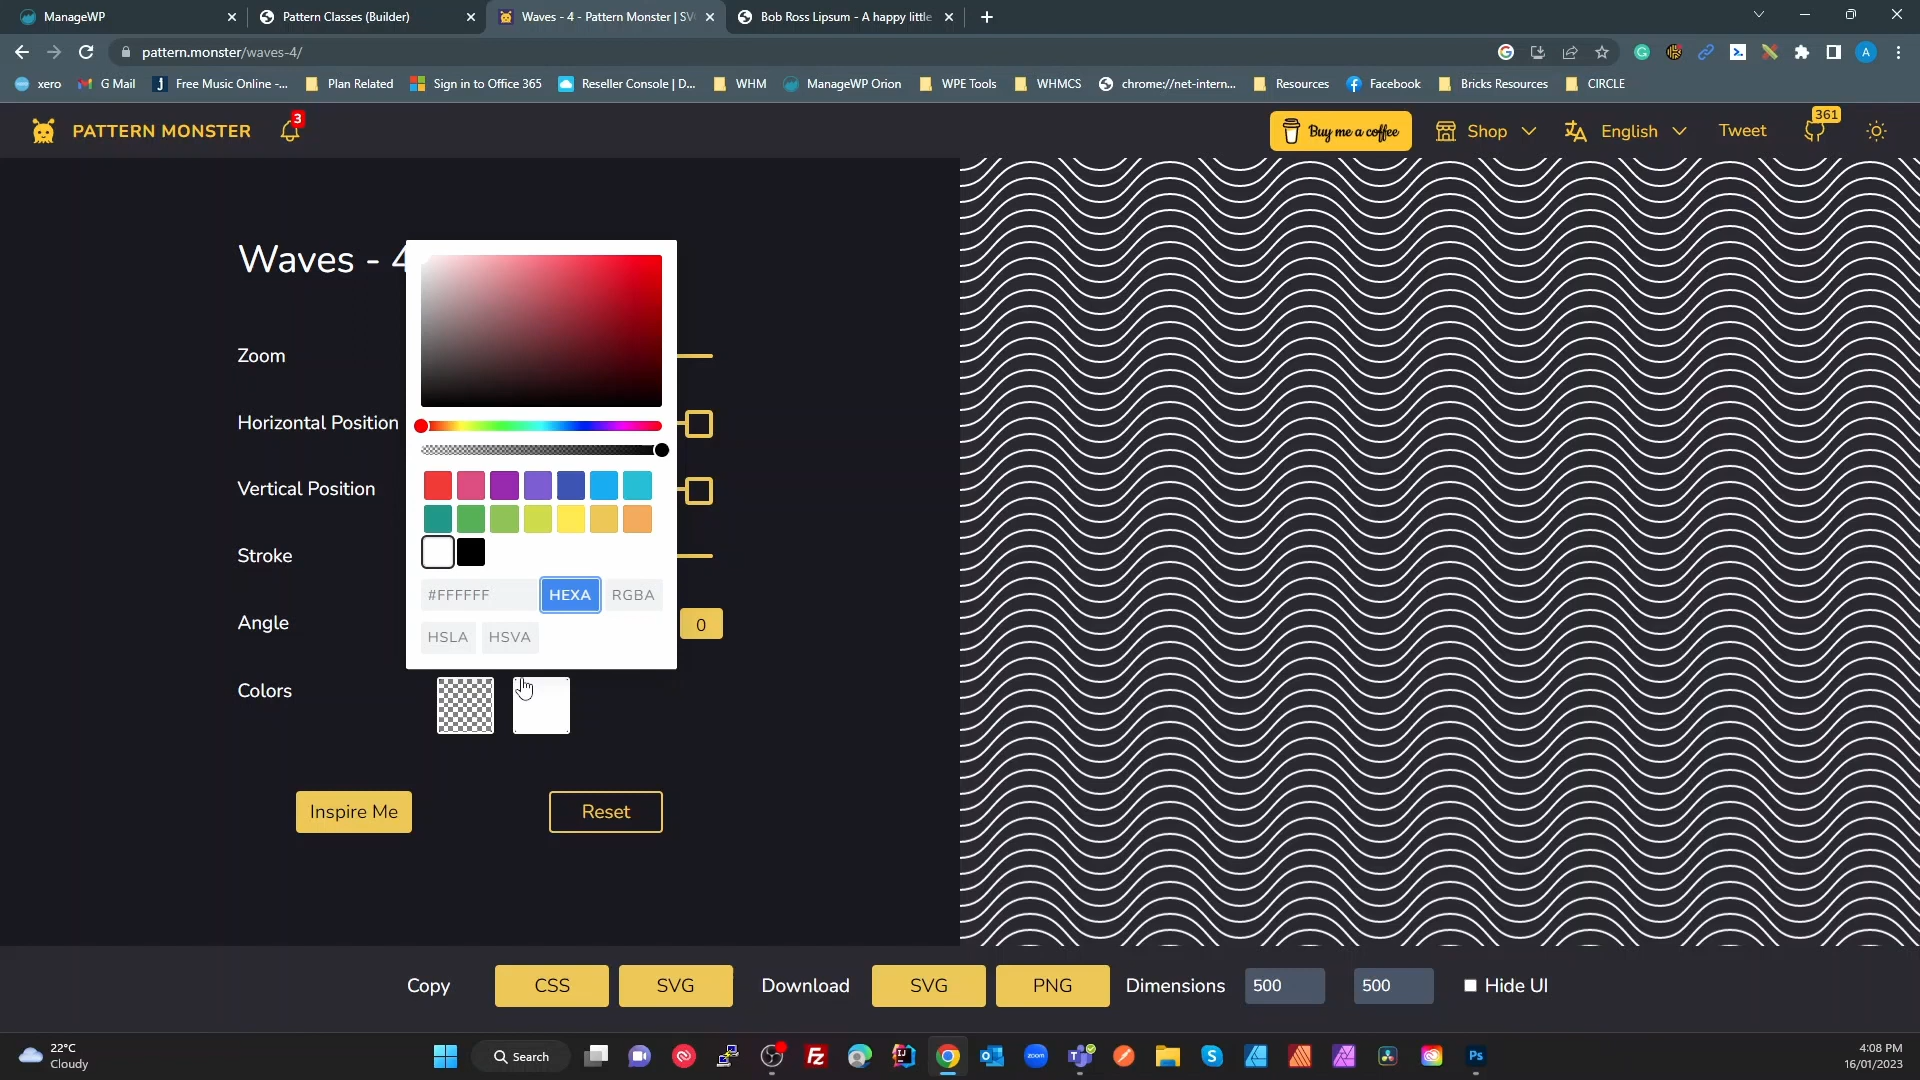 ManageWP
Pattern Classes (Builder)
Waves - 4 - Pattern Monster | SV
Bob Ross Lipsum - A happy little
pattern.monster/waves-4/
A
xero
G Mail
Free Music Online -...
Plan Related
Sign in to Office 365
Reseller Console | D...
WHM
ManageWP Orion
WPE Tools
WHMCS
chrome://net-intern...
Resources
Facebook
Bricks Resources
CIRCLE
PATTERN MONSTER
3
Buy me a coffee
Shop
English
Tweet
361
Waves - 4
Zoom
Horizontal Position
Vertical Position
Stroke
#FFFFFF
HEXA
RGBA
Angle
0
HSLA
HSVA
Colors
Inspire Me
Reset
Copy
CSS
SVG
Download
SVG
PNG
Dimensions
500
500
Hide UI
22°C
Cloudy
Search
4:08 PM
16/01/2023